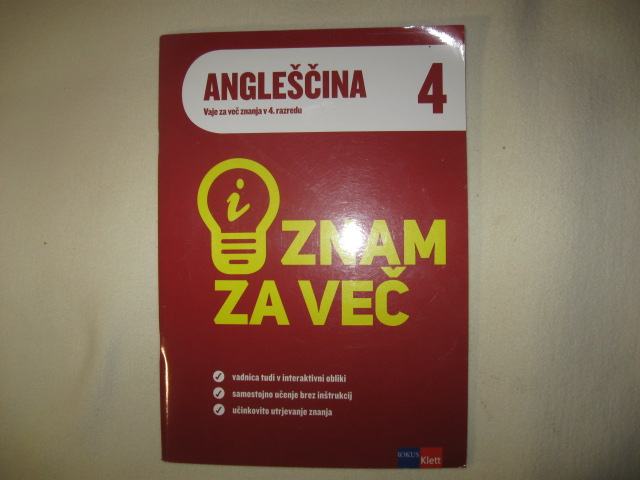 ANGLEŠČINA 4
Vaje za več znanja v 4. razredu
i
ZNAM
ZA VEČ
vadnica tudi v interaktivni obliki
samostojno učenje brez inštrukcij
učinkovito utrjevanje znanja
ROKUS Klett